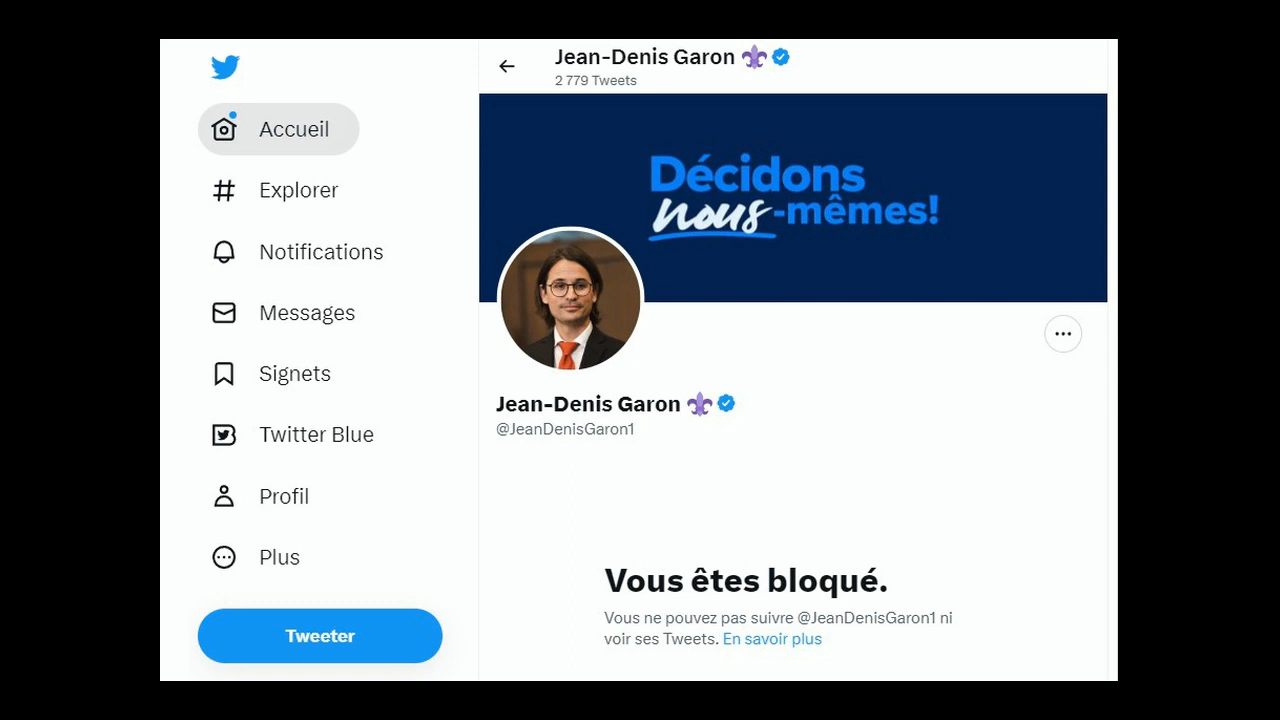 Jean-Denis Garon ⚜
2 779 Tweets
Accueil
Explorer
Notifications
Messages
Signets
Twitter Blue
Profil
Plus
Tweeter
Décidons
nous-mêmes!
Jean-Denis Garon ⚜
@JeanDenisGaron1
Vous êtes bloqué.
Vous ne pouvez pas suivre @JeanDenisGaron1 ni
voir ses Tweets. En savoir plus